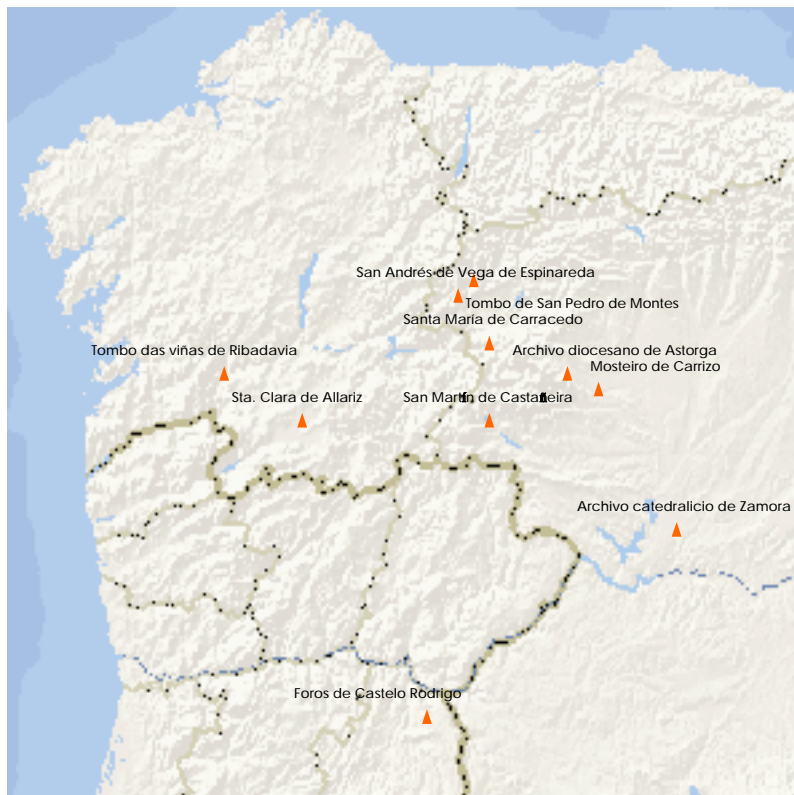 San Andrés de Vega de Espinareda
Tombo de San Pedro de Montes
Santa María de Carracedo
Tombo das viñas de Ribadavia
Archivo diocesano de Astorga
Mosteiro de Carrizo
Sta. Clara de Allariz
San Martín de Castañeira
Archivo catedralicio de Zamora
Foros de Castelo Rodrigo